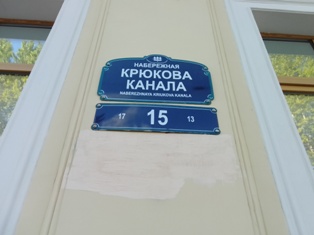 НАБЕРЕЖНАЯ
КРЮКОВА
КАНАЛА
NABEREZHNAYA KRIUKOVA KANALA
17 15 13